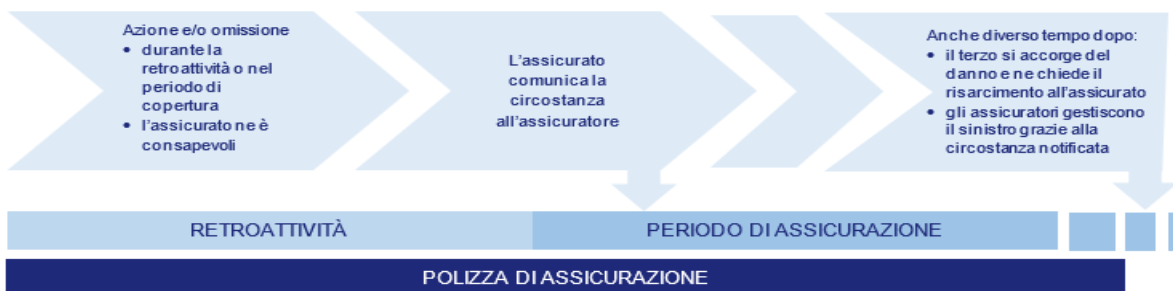 Azione e/o omissione
• durante la
retroattività o nel
periodo di
copertura
• l'assicurato ne è
consapevoli
L'assicurato
comunica la
circostanza
all'assicuratore
Anche diverso tempo dopo:
• il terzo si accorge del
danno e ne chiede il
risarcimento all'assicurato
• gli assicuratori gestiscono
il sinistro grazie alla
circostanza notificata
RETROATTIVITÀ
PERIODO DI ASSICURAZIONE
POLIZZA DI ASSICURAZIONE